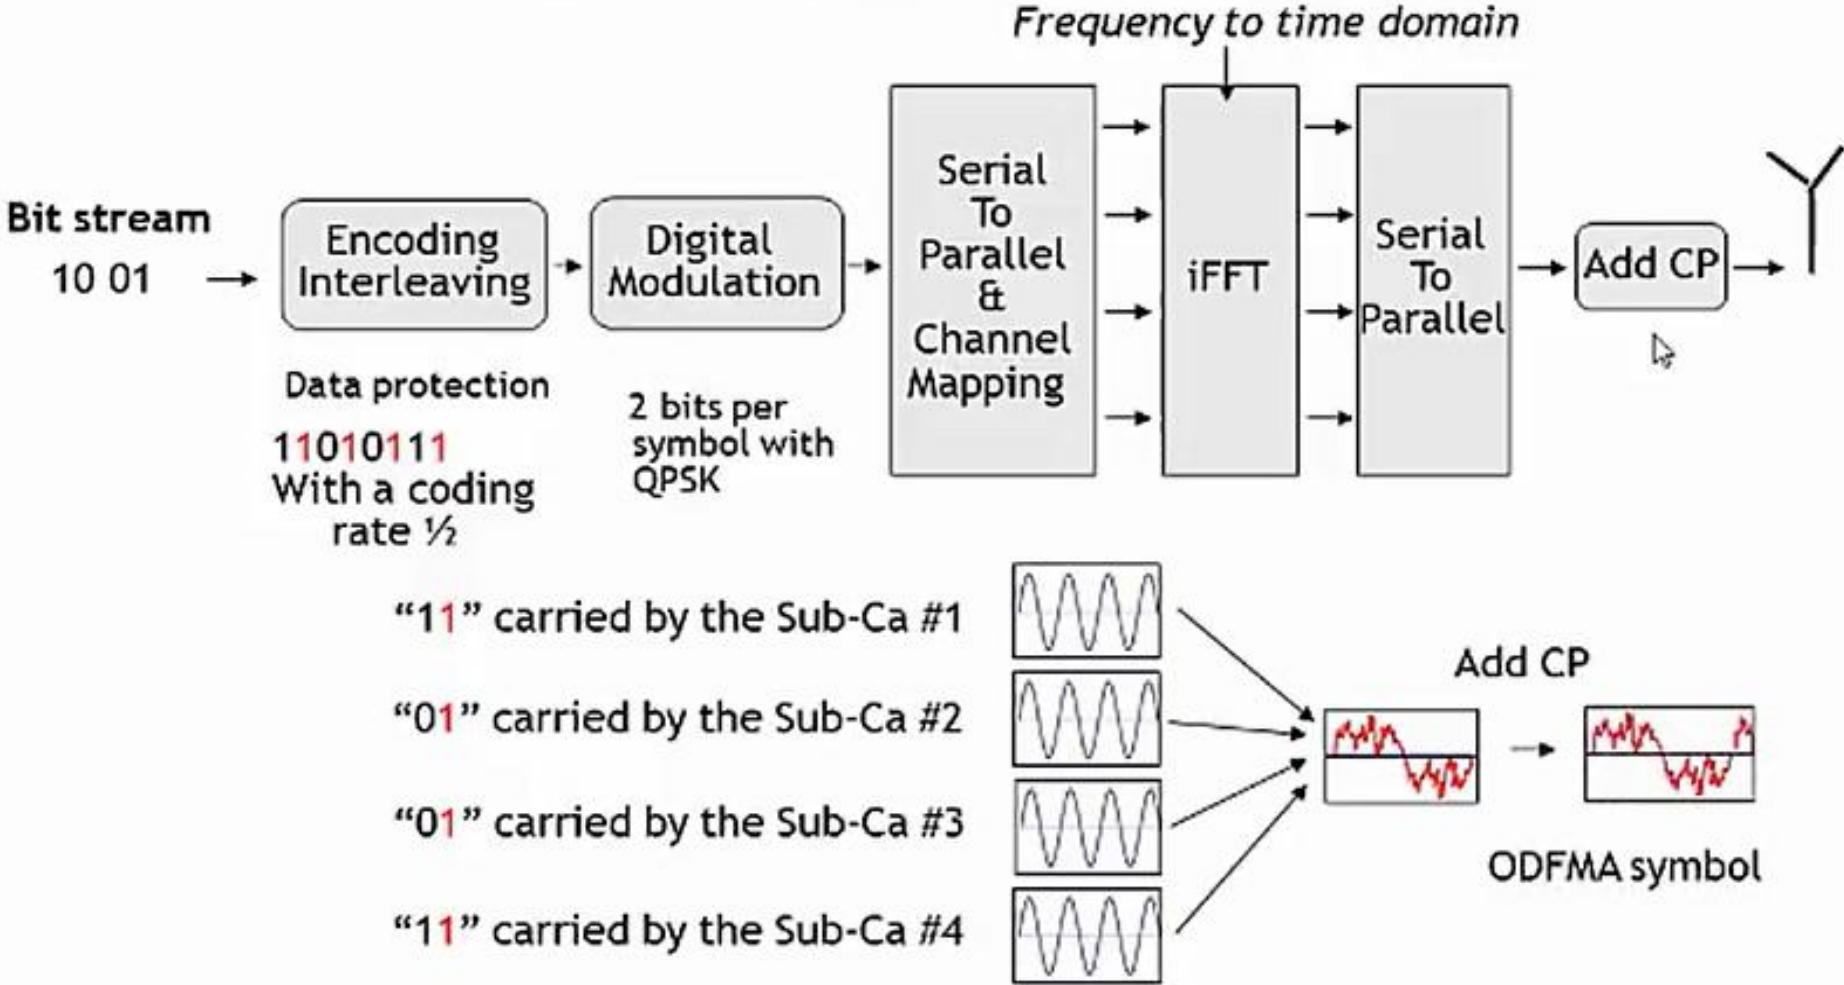 Frequency to time domain
Bit stream
10 01
Encoding
Interleaving
Digital
Modulation
Serial
To
Parallel
&
Channel
Mapping
iFFT
Serial
To
Parallel
Add CP
Data protection
11010111
With a coding
rate ½
2 bits per
symbol with
QPSK
“11” carried by the Sub-Ca #1
“01” carried by the Sub-Ca #2
“01” carried by the Sub-Ca #3
“11” carried by the Sub-Ca #4
Add CP
ODFMA symbol